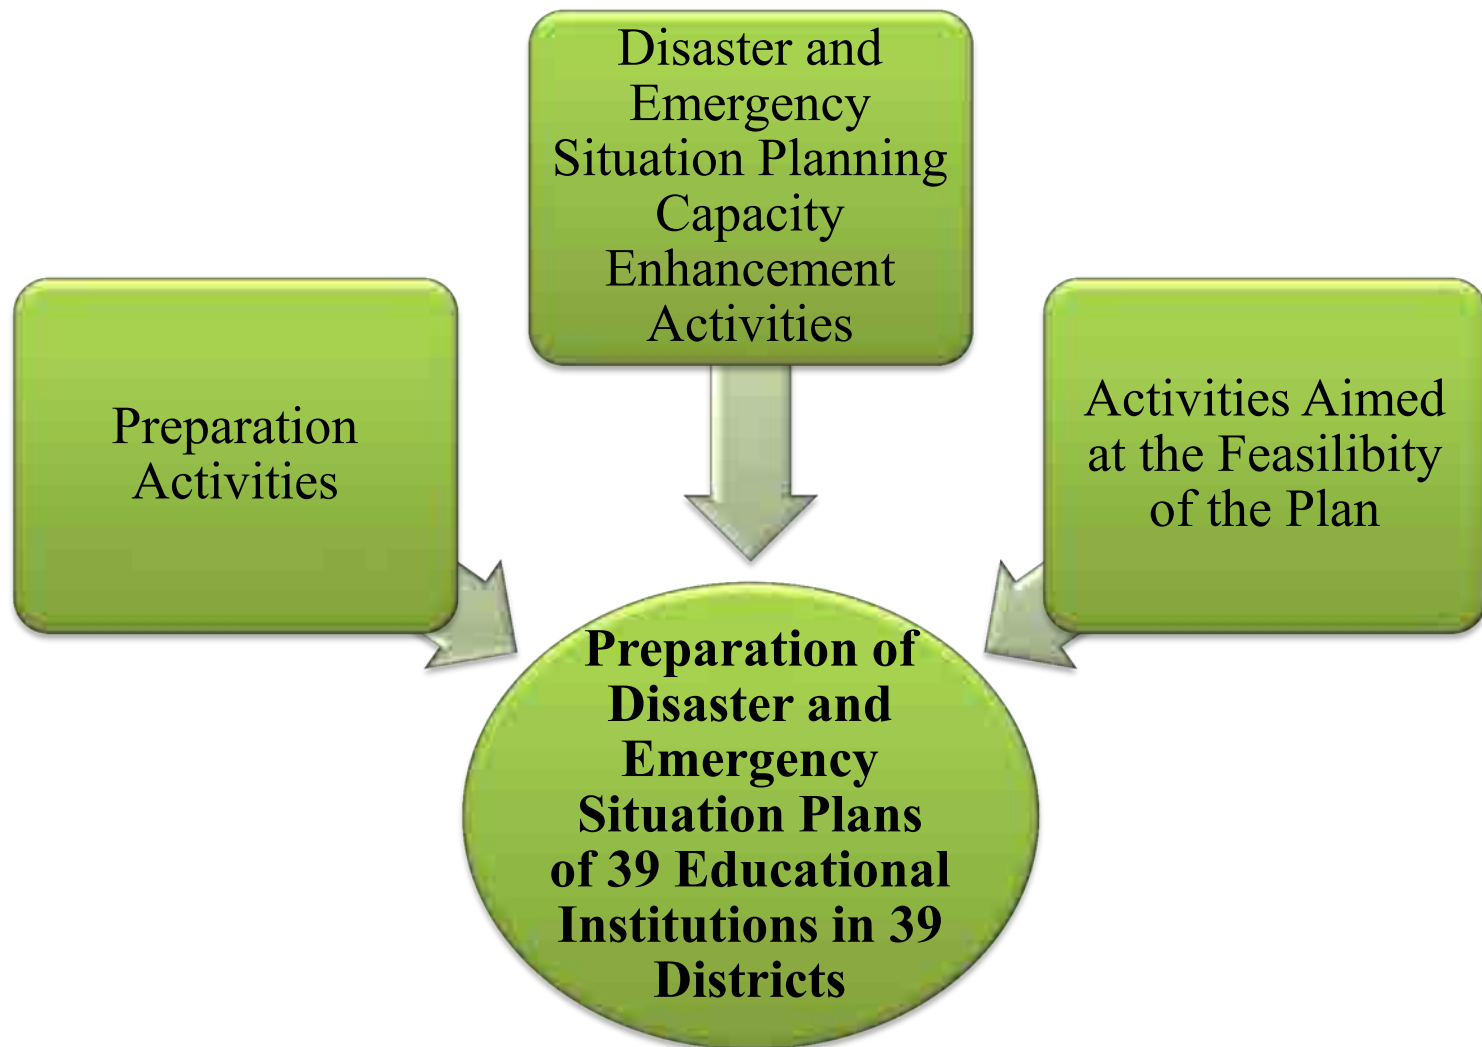 Disaster and
Emergency
Situation Planning
Capacity
Enhancement
Activities
Preparation
Activities
Activities Aimed
at the Feasilibity
of the Plan
Preparation of
Disaster and
Emergency
Situation Plans
of 39 Educational
Institutions in 39
Districts